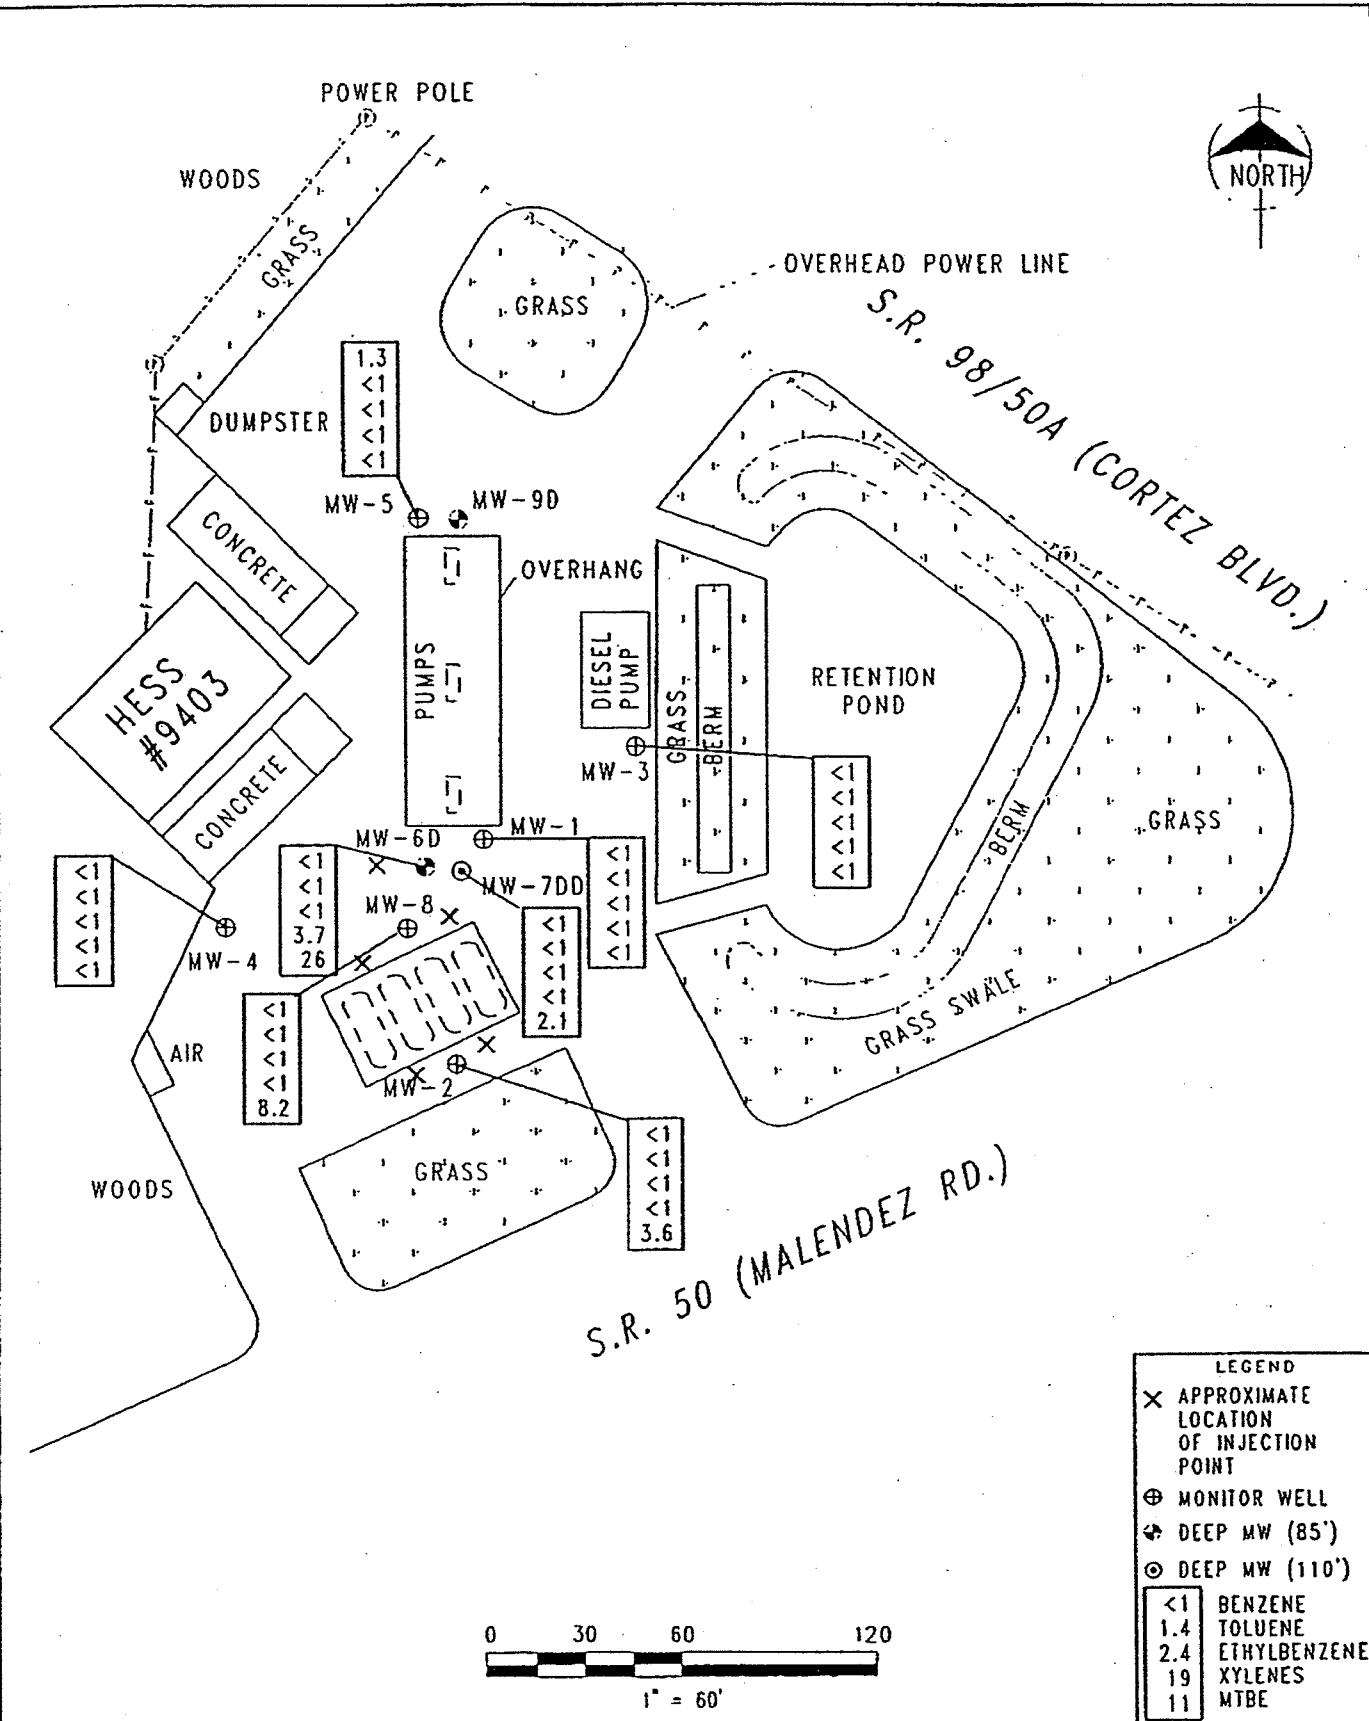 POWER POLE
NORTH
WOODS
GRASS
OVERHEAD POWER LINE
GRASS
S.R. 98/50A (CORTEZ BLVD.)
1.3
<1
<1
<1
<1
DUMPSTER
MW-5
MW-9D
CONCRETE
OVERHANG
HESS
#9403
PUMPS
DIESEL
PUMP
GRASS
BERM
RETENTION
POND
MW-3
<1
<1
<1
<1
<1
CONCRETE
GRASS
BERM
MW-1
MW-6D
<1
<1
<1
<1
<1
<1
<1
<1
3.7
26
MW-7DD
<1
<1
<1
<1
<1
MW-8
MW-4
<1
<1
<1
<1
2.1
<1
<1
<1
<1
8.2
GRASS SWALE
AIR
MW-2
<1
<1
<1
<1
3.6
GRASS
WOODS
S.R. 50 (MALENDEZ RD.)
LEGEND
X APPROXIMATE
LOCATION
OF INJECTION
POINT
MONITOR WELL
DEEP MW (85')
DEEP MW (110')
<1 BENZENE
1.4 TOLUENE
2.4 ETHYLBENZENE
19 XYLENES
11 MTBE
0 30 60 120
1" = 60'